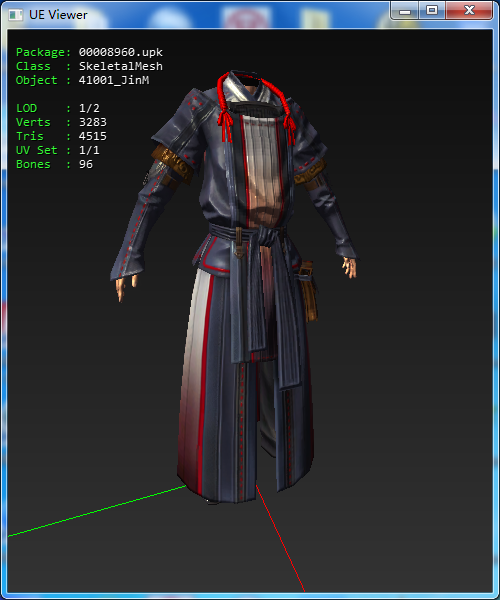 UE Viewer
Package: 00008960.upk
Class : SkeletalMesh
Object : 41001_JinM
LOD : 1/2
Verts : 3283
Tris : 4515
UV Set : 1/1
Bones : 96